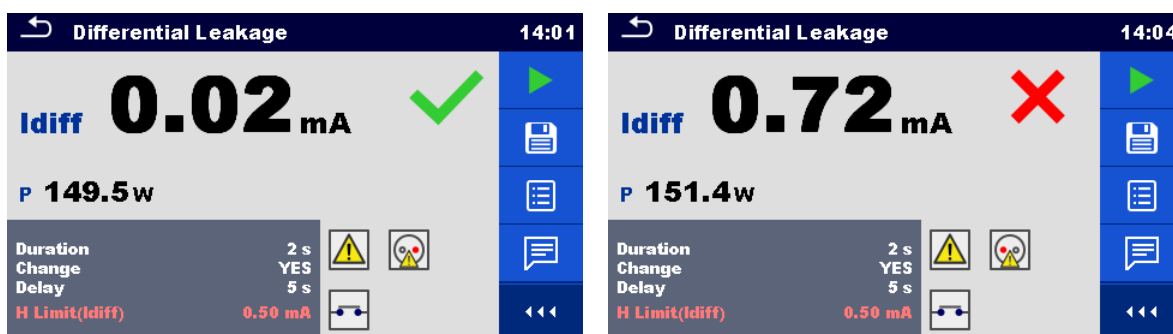 Differential Leakage 14:01
Idiff 0.02 mA
P 149.5 W
Duration 2 s
Change YES
Delay 5 s
H Limit(Idiff) 0.50 mA
Differential Leakage 14:04
Idiff 0.72 mA
P 151.4 W
Duration 2 s
Change YES
Delay 5 s
H Limit(Idiff) 0.50 mA